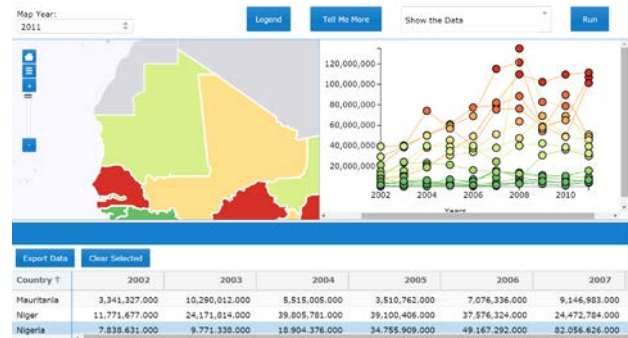 Map Year:
2011
Legend
Tell Me More
Show the Data
Run
120,000,000
100,000,000
80,000,000
60,000,000
40,000,000
20,000,000
2002 2004 2006 2008 2010
Years
Export Data
Clear Selected
Country ↑ 2002 2003 2004 2005 2006 2007
Mauritania 3,341,327.000 10,290,012.000 5,515,005.000 3,510,762.000 7,076,336.000 9,146,983.000
Niger 11,771,677.000 24,171,814.000 39,805,781.000 39,100,406.000 37,576,324.000 24,472,784.000
Nigeria 7,838,631.000 9,771,338.000 18,904,376.000 34,755,909.000 49,167,292.000 82,056,626.000